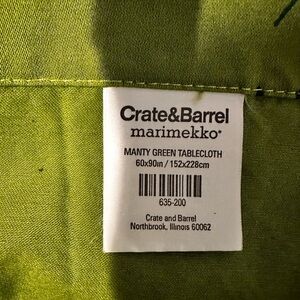 Crate&Barrel
marimekko®
MANTY GREEN TABLECLOTH
60x90in / 152x228cm
635-200
Crate and Barrel
Northbrook, Illinois 60062